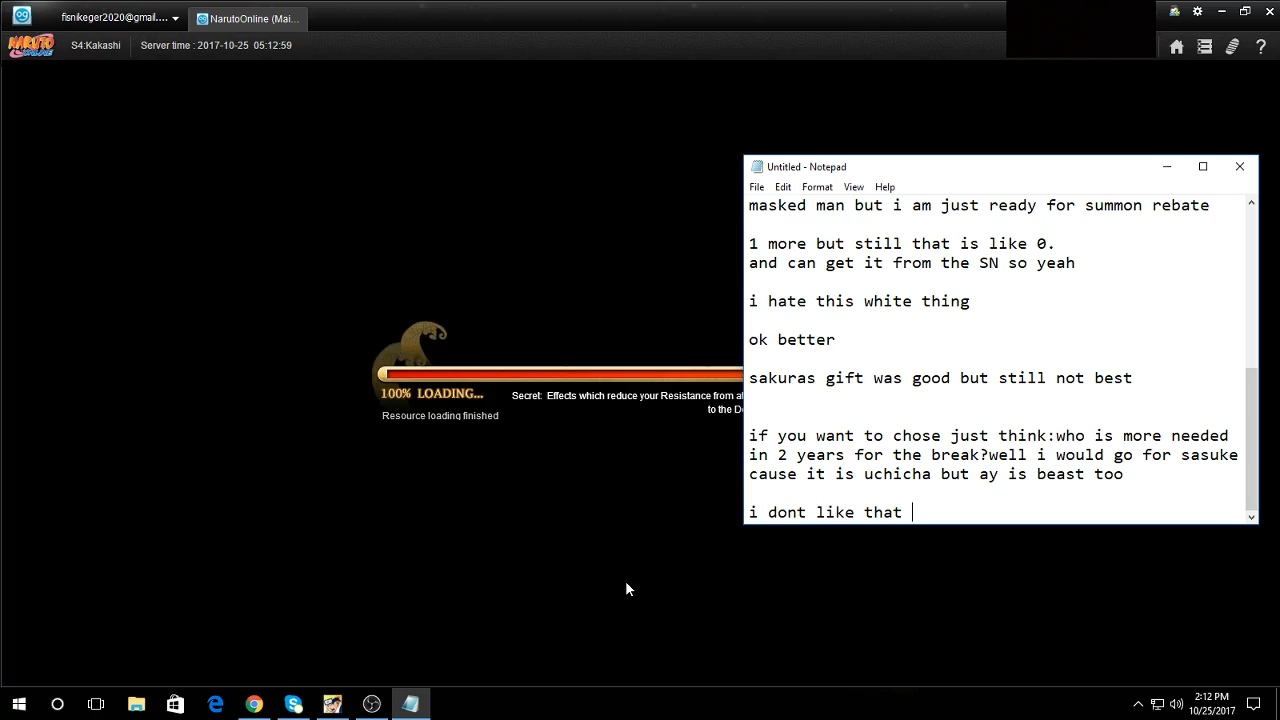 fisnikeger2020@gmail....
NarutoOnline (Mai...
NARUTO
ONLINE
S4:Kakashi
Server time : 2017-10-25 05:12:59
Untitled - Notepad
File Edit Format View Help
masked man but i am just ready for summon rebate
1 more but still that is like 0.
and can get it from the SN so yeah
i hate this white thing
ok better
sakuras gift was good but still not best
if you want to chose just think:who is more needed
in 2 years for the break?well i would go for sasuke
cause it is uchicha but ay is beast too
i dont like that
100% LOADING...
Resource loading finished
Secret: Effects which reduce your Resistance from
to the
2:12 PM
10/25/2017